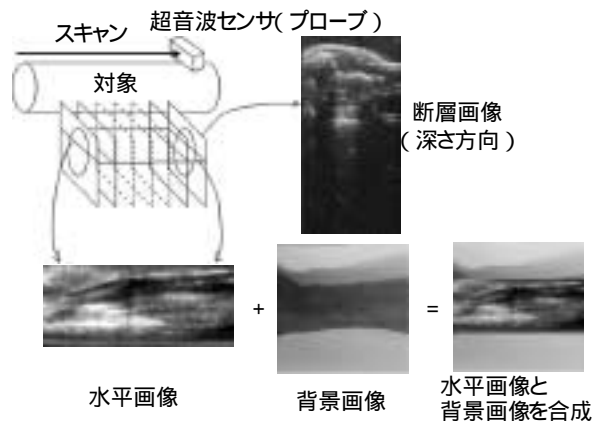 超音波センサ(プローブ)
スキャン
対象
断層画像
(深さ方向)
+
=
水平画像
背景画像
水平画像と
背景画像を合成